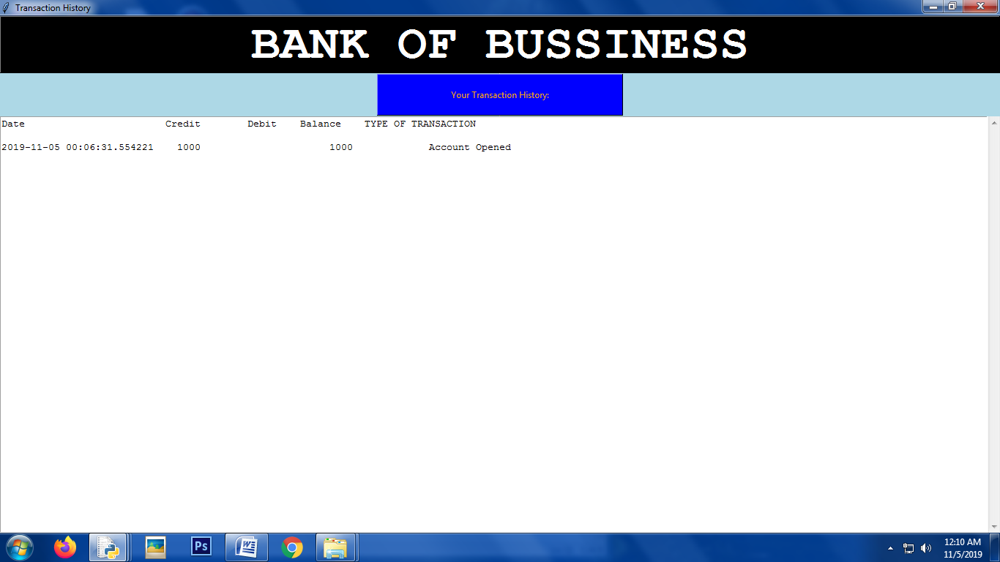 Transaction History
BANK OF BUSSINESS
Your Transaction History:
Date Credit Debit Balance TYPE OF TRANSACTION
2019-11-05 00:06:31.554221 1000 1000 Account Opened
Ps
W
12:10 AM
11/5/2019